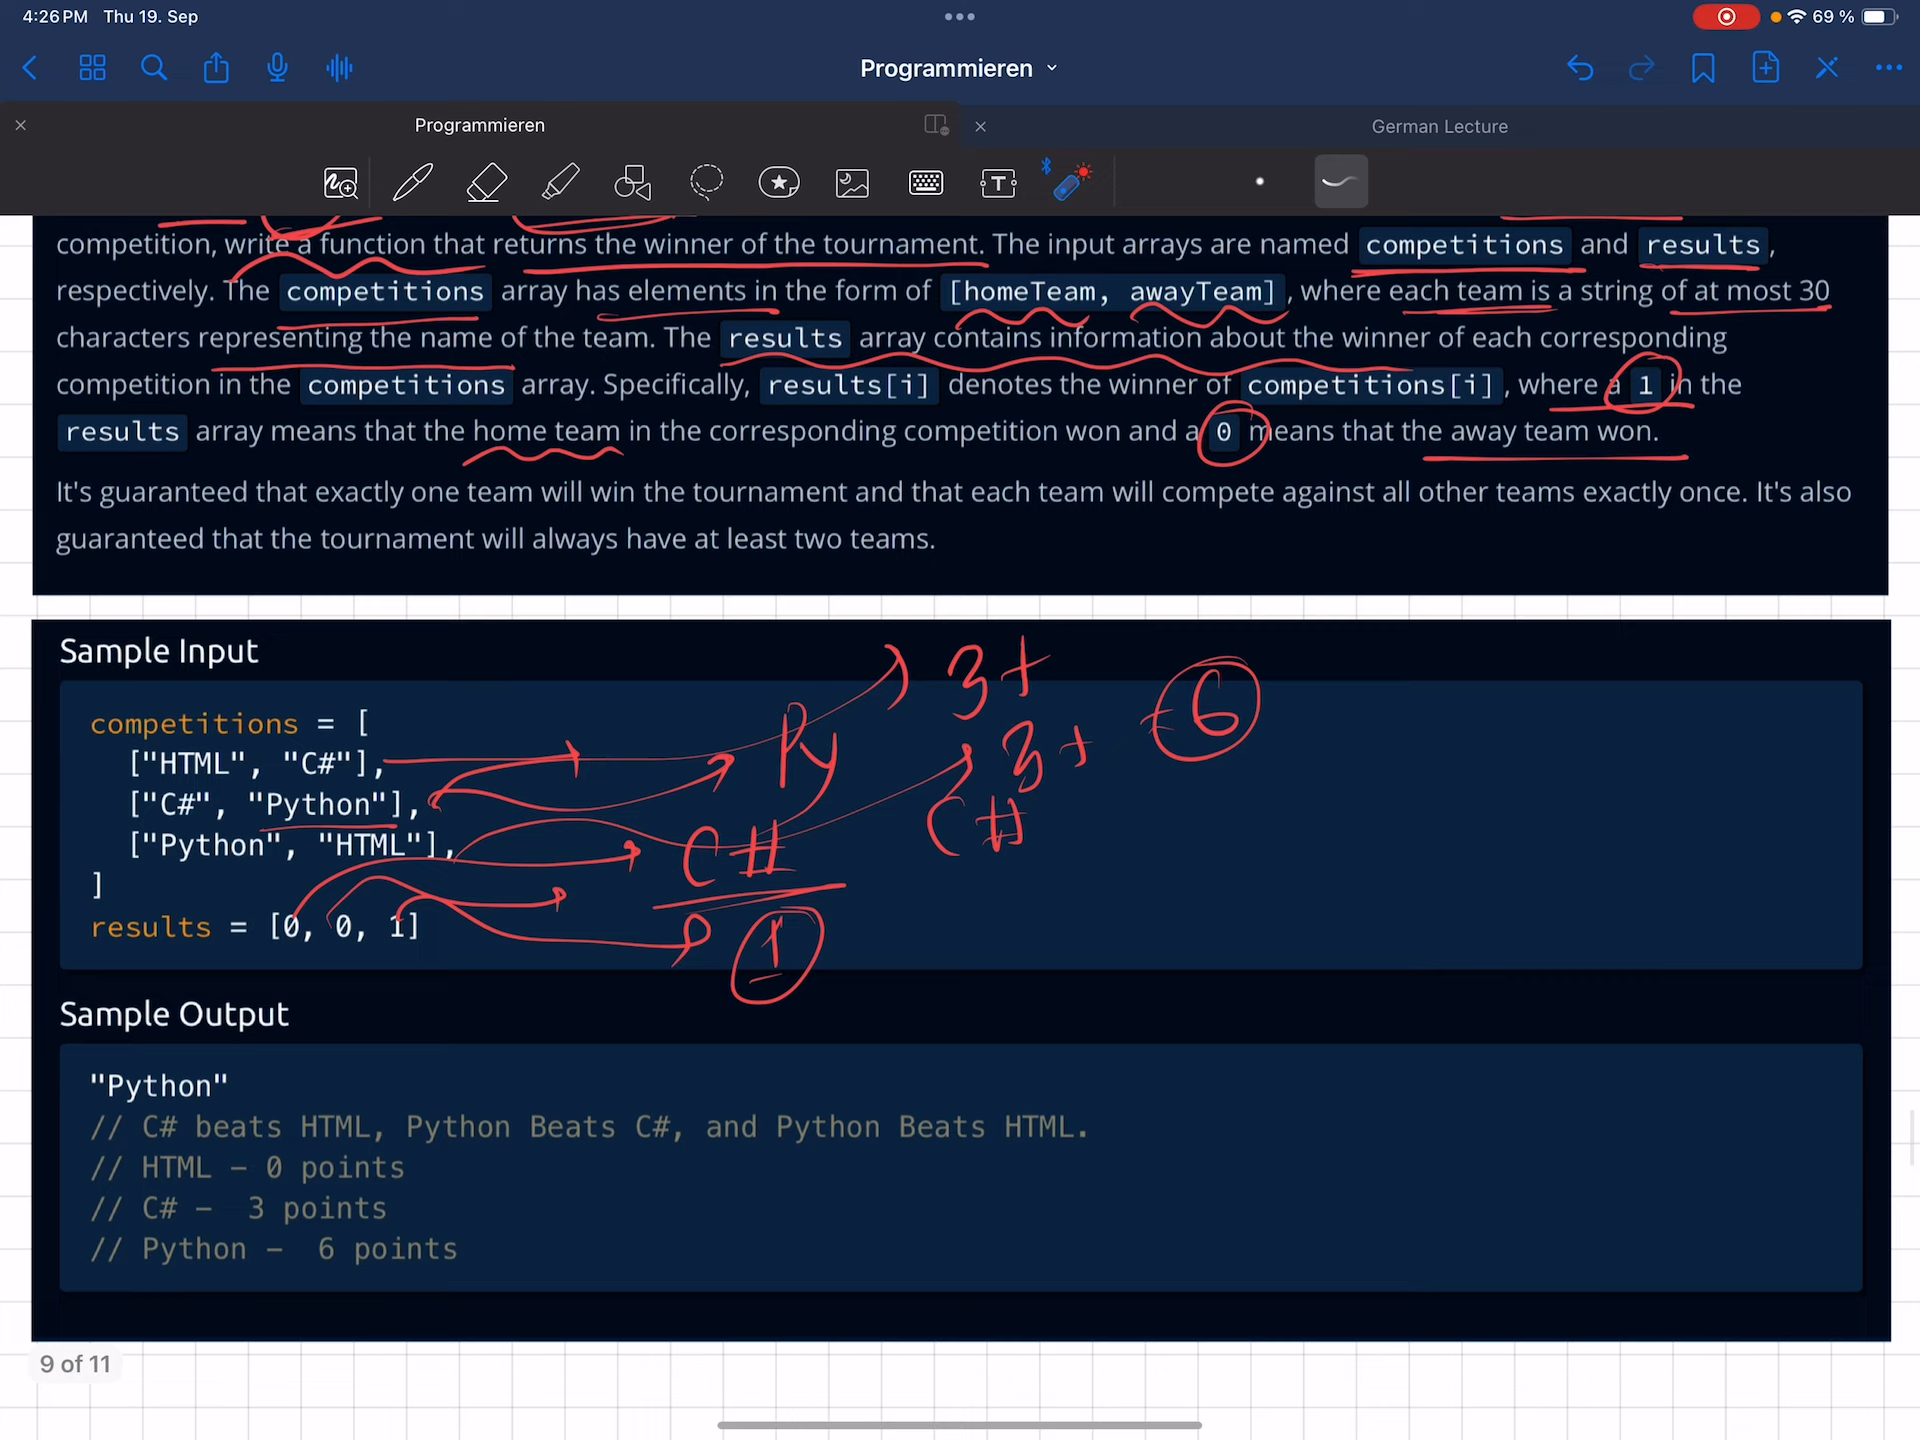 4:26 PM Thu 19. Sep
69 %
Programmieren
Programmieren
German Lecture
T
competition, write a function that returns the winner of the tournament. The input arrays are named competitions and results,
respectively. The competitions array has elements in the form of [homeTeam, awayTeam], where each team is a string of at most 30
characters representing the name of the team. The results array contains information about the winner of each corresponding
competition in the competitions array. Specifically, results[i] denotes the winner of competitions[i], where a 1 in the
results array means that the home team in the corresponding competition won and a 0 means that the away team won.
It's guaranteed that exactly one team will win the tournament and that each team will compete against all other teams exactly once. It's also
guaranteed that the tournament will always have at least two teams.
Sample Input
3+
competitions = [
Py
3+
6
["HTML", "C#"],
["C#", "Python"],
C#
["Python", "HTML"],
C#
]
results = [0, 0, 1]
1
Sample Output
"Python"
// C# beats HTML, Python Beats C#, and Python Beats HTML.
// HTML – 0 points
// C# – 3 points
// Python – 6 points
9 of 11